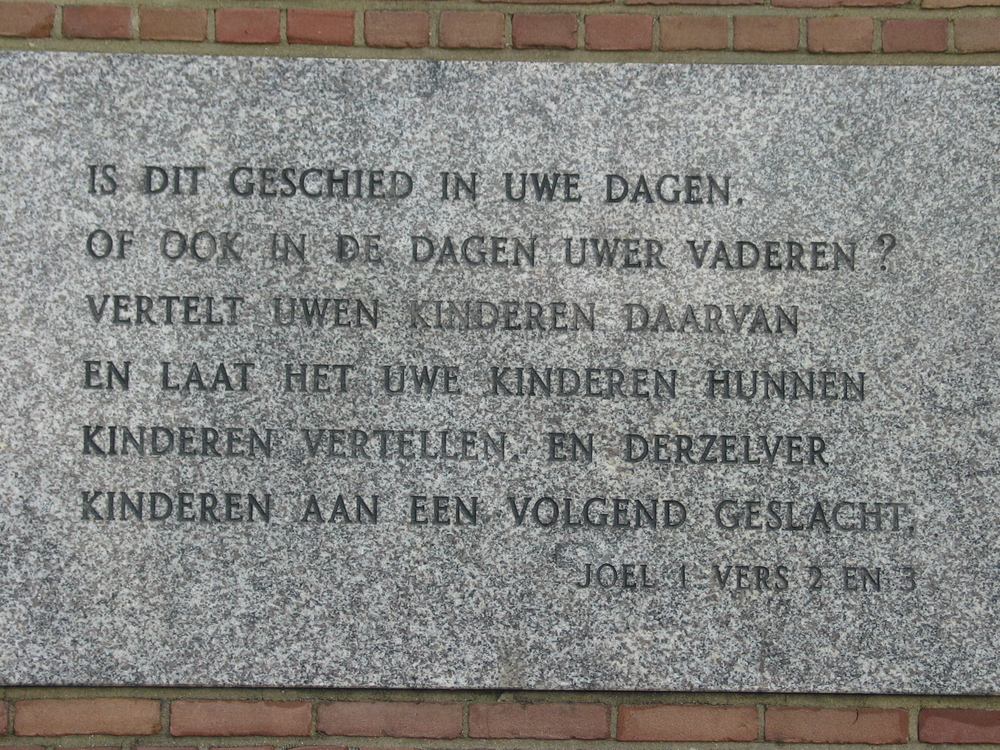 IS DIT GESCHIED IN UWE DAGEN,
OF OOK IN DE DAGEN UWER VADEREN ?
VERTELT UWEN KINDEREN DAARVAN
EN LAAT HET UWE KINDEREN HUNNEN
KINDEREN VERTELLEN, EN DERZELVER
KINDEREN AAN EEN VOLGEND GESLACHT.
JOEL 1 VERS 2 EN 3